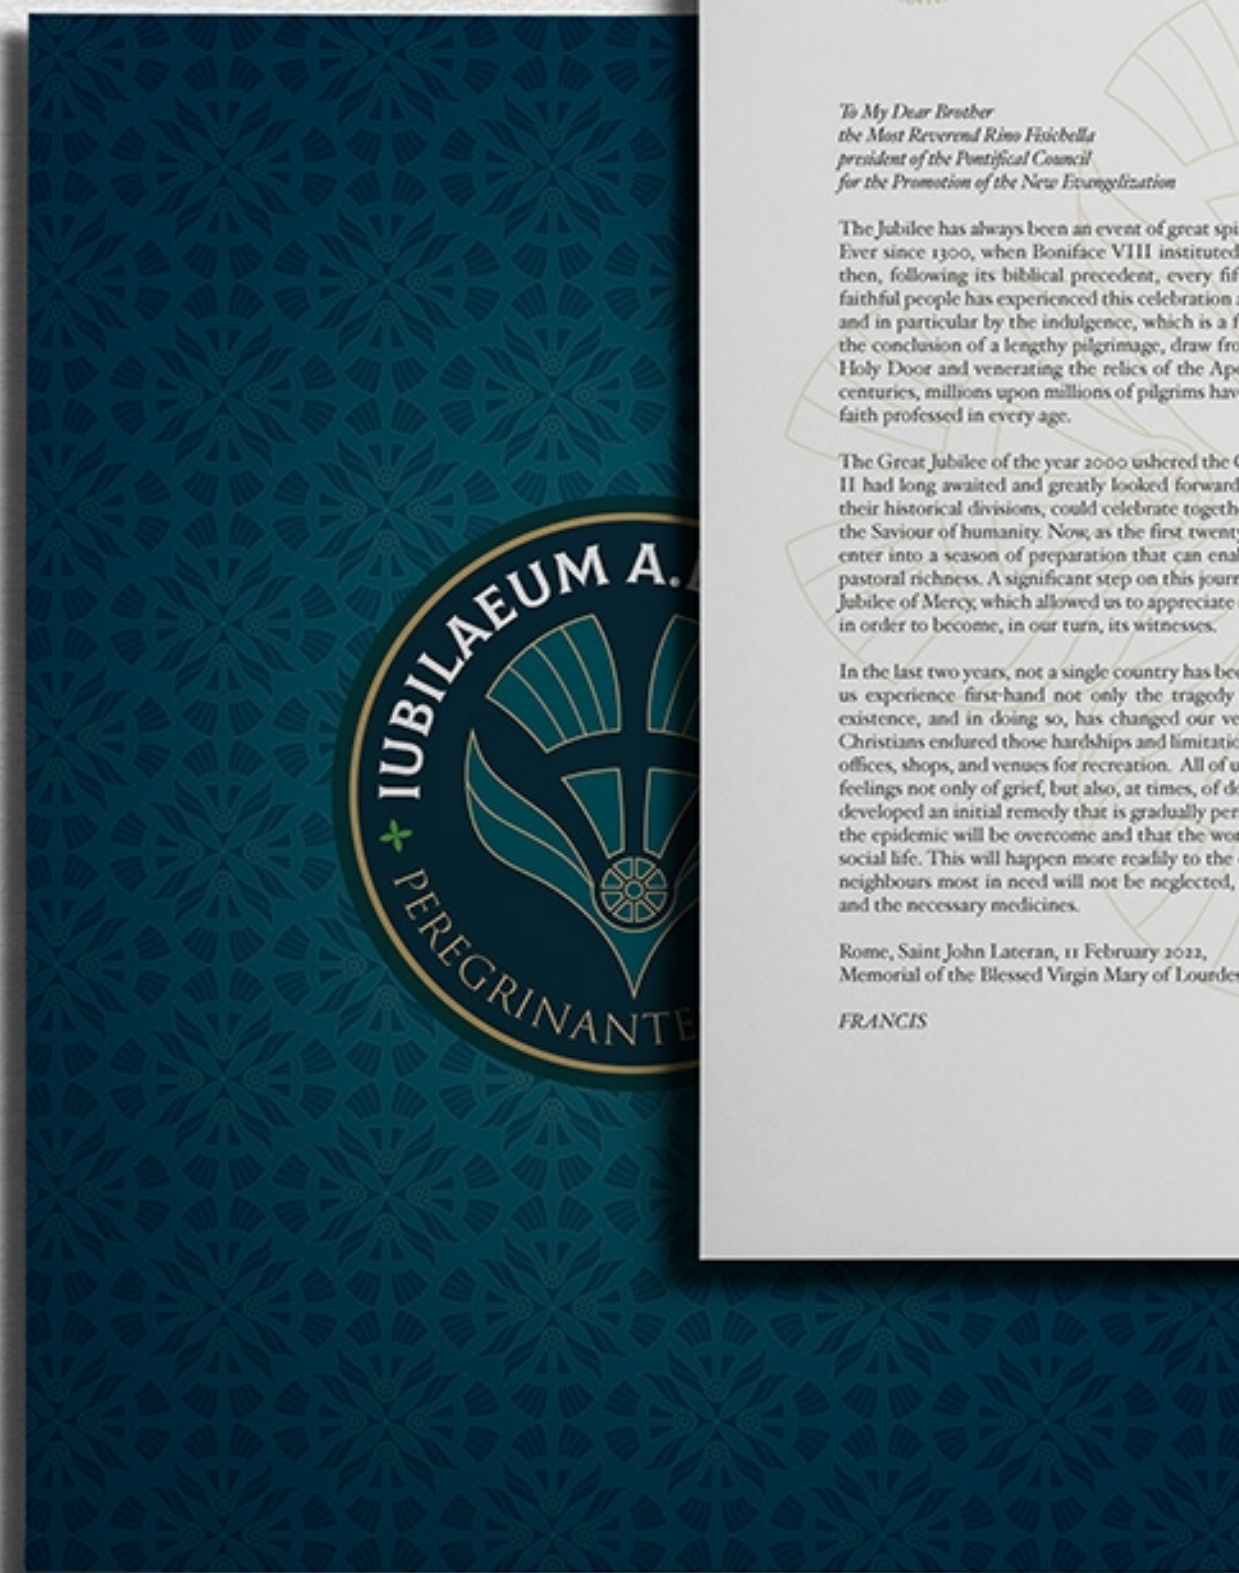 To My Dear Brother
the Most Reverend Rino Fisichella
president of the Pontifical Council
for the Promotion of the New Evangelization
The Jubilee has always been an event of great spi
Ever since 1300, when Boniface VIII instituted
then, following its biblical precedent, every fif
faithful people has experienced this celebration a
and in particular by the indulgence, which is a f
the conclusion of a lengthy pilgrimage, draw fro
Holy Door and venerating the relics of the Apo
centuries, millions upon millions of pilgrims hav
faith professed in every age.
The Great Jubilee of the year 2000 ushered the C
II had long awaited and greatly looked forward
their historical divisions, could celebrate togeth
the Saviour of humanity. Now, as the first twenty
enter into a season of preparation that can enab
pastoral richness. A significant step on this journ
Jubilee of Mercy, which allowed us to appreciate
in order to become, in our turn, its witnesses.
In the last two years, not a single country has bee
us experience first-hand not only the tragedy
existence, and in doing so, has changed our ve
Christians endured those hardships and limitatio
offices, shops, and venues for recreation. All of u
feelings not only of grief, but also, at times, of do
developed an initial remedy that is gradually per
the epidemic will be overcome and that the wor
social life. This will happen more readily to the
neighbours most in need will not be neglected,
and the necessary medicines.
Rome, Saint John Lateran, 11 February 2022,
Memorial of the Blessed Virgin Mary of Lourdes
FRANCIS
IUBILAEUM A.
PEREGRINANTE